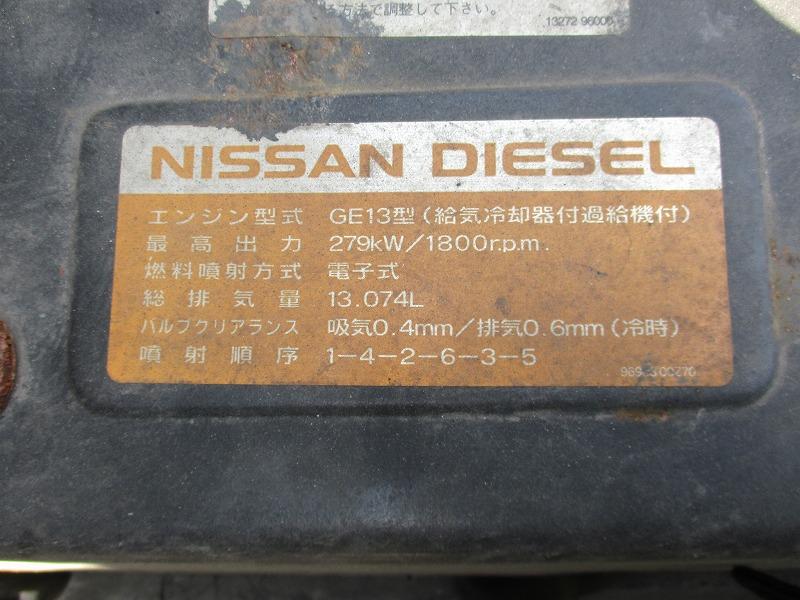 る方法で調整して下さい。
13272 96000
NISSAN DIESEL
エンジン型式 GE13型(給気冷却器付過給機付)
最高出力 279kW/1800r.p.m.
燃料噴射方式 電子式
総排気量 13.074L
バルブクリアランス 吸気0.4mm/排気0.6mm(冷時)
噴射順序 1-4-2-6-3-5